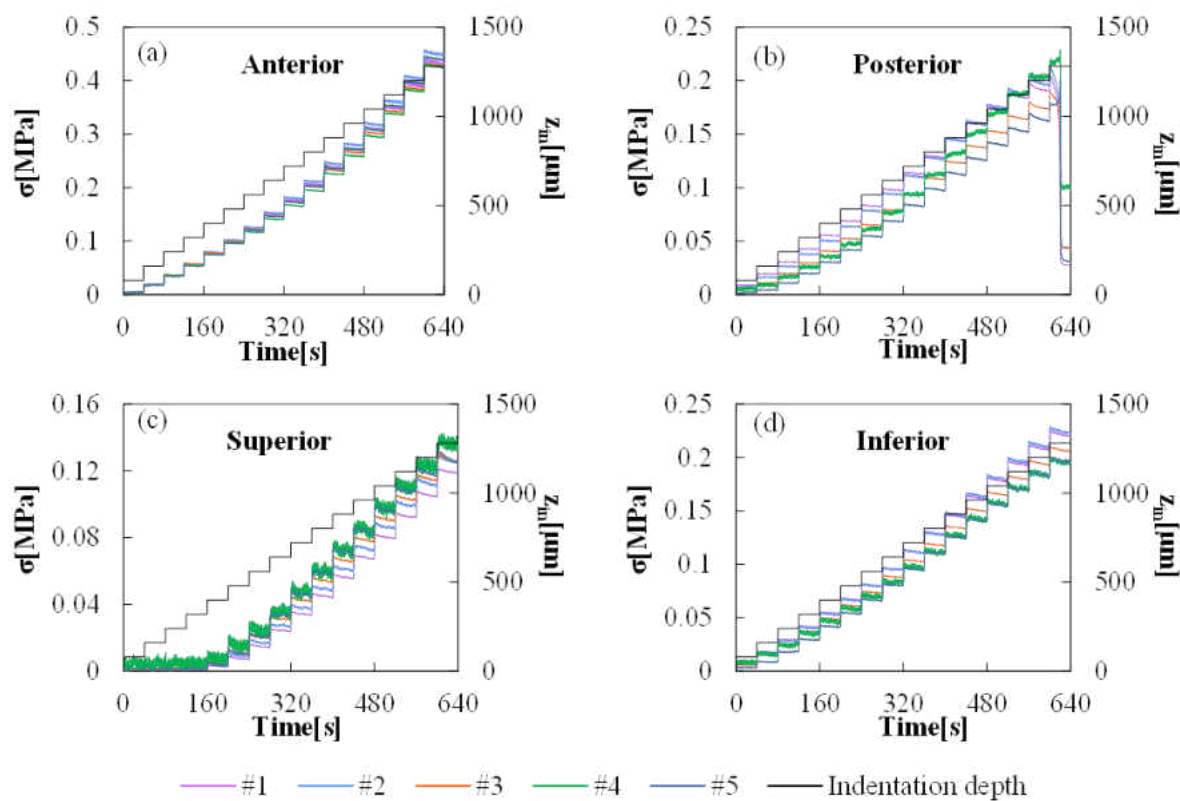 (a) Anterior
σ[MPa]
0.5
0.4
0.3
0.2
0.1
0
1500
1000
500
0
z_m[μm]
0 160 320 480 640
Time[s]
(b) Posterior
σ[MPa]
0.25
0.2
0.15
0.1
0.05
0
1500
1000
500
0
z_m[μm]
0 160 320 480 640
Time[s]
(c) Superior
σ[MPa]
0.16
0.12
0.08
0.04
0
1500
1000
500
0
z_m[μm]
0 160 320 480 640
Time[s]
(d) Inferior
σ[MPa]
0.25
0.2
0.15
0.1
0.05
0
1500
1000
500
0
z_m[μm]
0 160 320 480 640
Time[s]
#1 #2 #3 #4 #5 Indentation depth